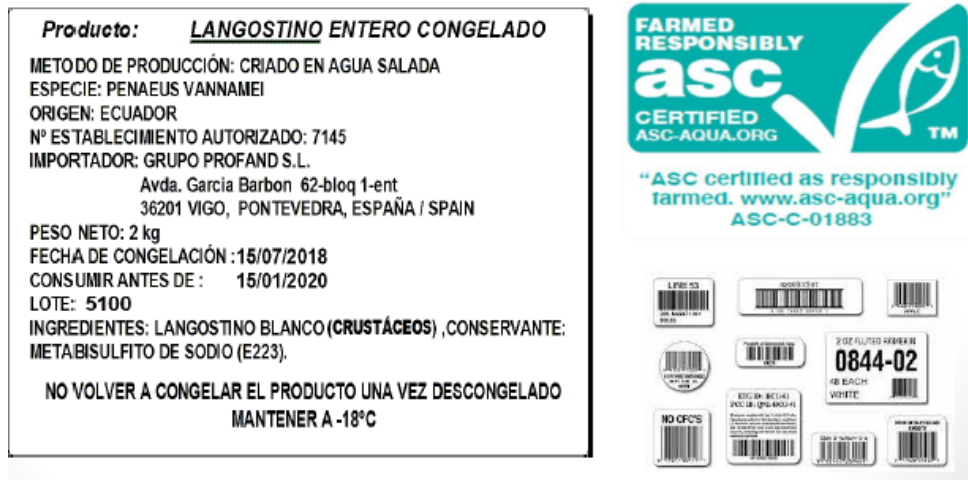 Producto: LANGOSTINO ENTERO CONGELADO
METODO DE PRODUCCIÓN: CRIADO EN AGUA SALADA
ESPECIE: PENAEUS VANNAMEI
ORIGEN: ECUADOR
Nº ESTABLECIMIENTO AUTORIZADO: 7145
IMPORTADOR: GRUPO PROFAND S.L.
Avda. Garcia Barbon 62-bloq 1-ent
36201 VIGO, PONTEVEDRA, ESPAÑA / SPAIN
PESO NETO: 2 kg
FECHA DE CONGELACIÓN :15/07/2018
CONSUMIR ANTES DE : 15/01/2020
LOTE: 5100
INGREDIENTES: LANGOSTINO BLANCO (CRUSTÁCEOS) ,CONSERVANTE:
METABISULFITO DE SODIO (E223).
NO VOLVER A CONGELAR EL PRODUCTO UNA VEZ DESCONGELADO
MANTENER A -18ºC
FARMED
RESPONSIBLY
asc
CERTIFIED
ASC-AQUA.ORG
TM
“ASC certified as responsibly
farmed. www.asc-aqua.org”
ASC-C-01883
LINE 53
2 OZ FLUTED RAMEKIN
0844-02
48 EACH
WHITE
NO CFC'S